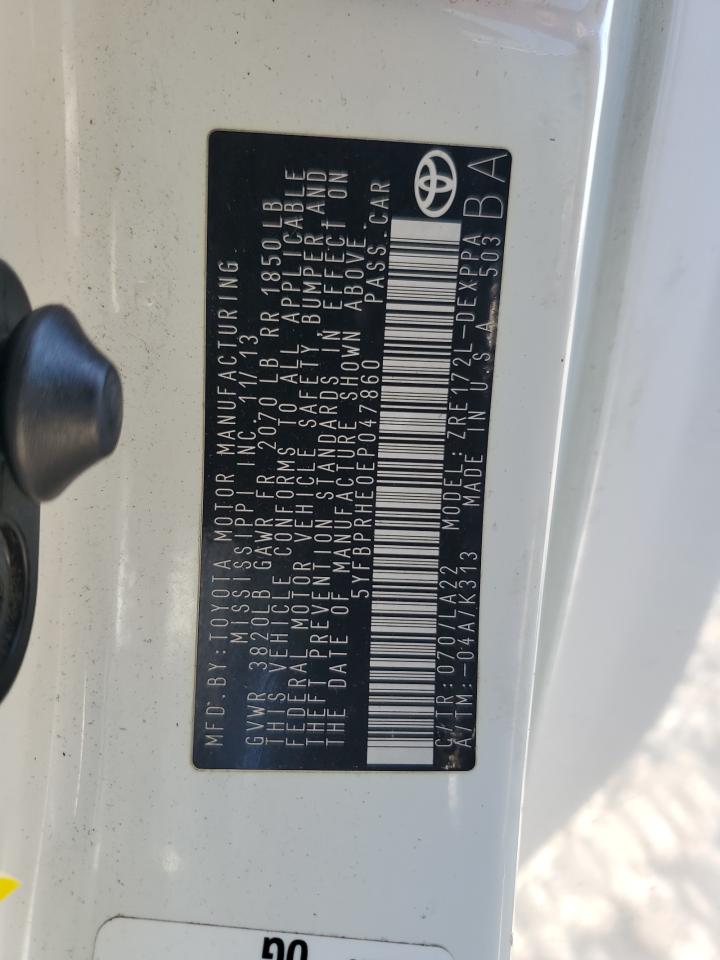 MFD.BY:TOYOTA MOTOR MANUFACTURING
MISSISSIPPI INC. 11/13
GVWR 3820LB GAWR FR 2070 LB RR 1850 LB
THIS VEHICLE CONFORMS TO ALL APPLICABLE
FEDERAL MOTOR VEHICLE SAFETY, BUMPER, AND
THEFT PREVENTION STANDARDS IN EFFECT ON
THE DATE OF MANUFACTURE SHOWN ABOVE.
5YFBPRHE0EP047860 PASS.CAR
C/TR:070/LA22 MODEL:ZRE172L-DEXPPA
A/TM:-04A/K313 MADE IN U S A 503
BA